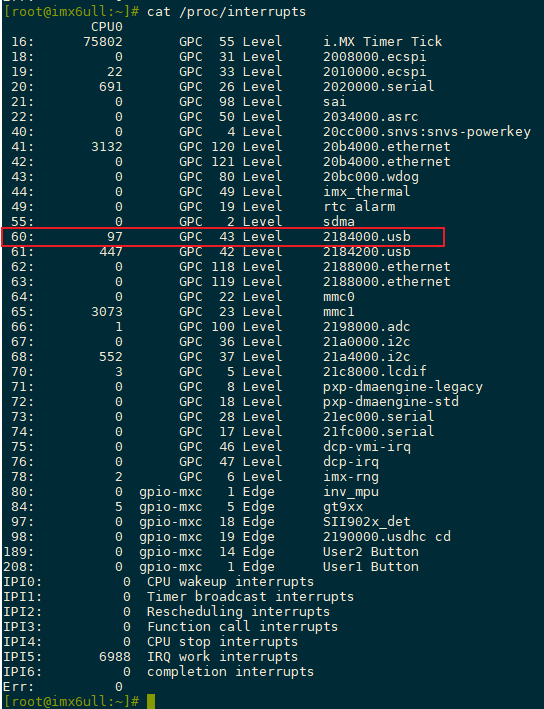 [root@imx6ull:~]# cat /proc/interrupts
           CPU0
 16:      75802       GPC  55 Level     i.MX Timer Tick
 18:          0       GPC  31 Level     2008000.ecspi
 19:         22       GPC  33 Level     2010000.ecspi
 20:        691       GPC  26 Level     2020000.serial
 21:          0       GPC  98 Level     sai
 22:          0       GPC  50 Level     2034000.asrc
 40:          0       GPC   4 Level     20cc000.snvs:snvs-powerkey
 41:       3132       GPC 120 Level     20b4000.ethernet
 42:          0       GPC 121 Level     20b4000.ethernet
 43:          0       GPC  80 Level     20bc000.wdog
 44:          0       GPC  49 Level     imx_thermal
 49:          0       GPC  19 Level     rtc alarm
 55:          0       GPC   2 Level     sdma
 60:         97       GPC  43 Level     2184000.usb
 61:        447       GPC  42 Level     2184200.usb
 62:          0       GPC 118 Level     2188000.ethernet
 63:          0       GPC 119 Level     2188000.ethernet
 64:          0       GPC  22 Level     mmc0
 65:       3073       GPC  23 Level     mmc1
 66:          1       GPC 100 Level     2198000.adc
 67:          0       GPC  36 Level     21a0000.i2c
 68:        552       GPC  37 Level     21a4000.i2c
 70:          3       GPC   5 Level     21c8000.lcdif
 71:          0       GPC   8 Level     pxp-dmaengine-legacy
 72:          0       GPC  18 Level     pxp-dmaengine-std
 73:          0       GPC  28 Level     21ec000.serial
 74:          0       GPC  17 Level     21fc000.serial
 75:          0       GPC  46 Level     dcp-vmi-irq
 76:          0       GPC  47 Level     dcp-irq
 78:          2       GPC   6 Level     imx-rng
 80:          0  gpio-mxc   1 Edge      inv_mpu
 84:          5  gpio-mxc   5 Edge      gt9xx
 97:          0  gpio-mxc  18 Edge      SII902x_det
 98:          0  gpio-mxc  19 Edge      2190000.usdhc cd
189:          0  gpio-mxc  14 Edge      User2 Button
208:          0  gpio-mxc   1 Edge      User1 Button
IPI0:          0  CPU wakeup interrupts
IPI1:          0  Timer broadcast interrupts
IPI2:          0  Rescheduling interrupts
IPI3:          0  Function call interrupts
IPI4:          0  CPU stop interrupts
IPI5:       6988  IRQ work interrupts
IPI6:          0  completion interrupts
Err:          0
[root@imx6ull:~]#